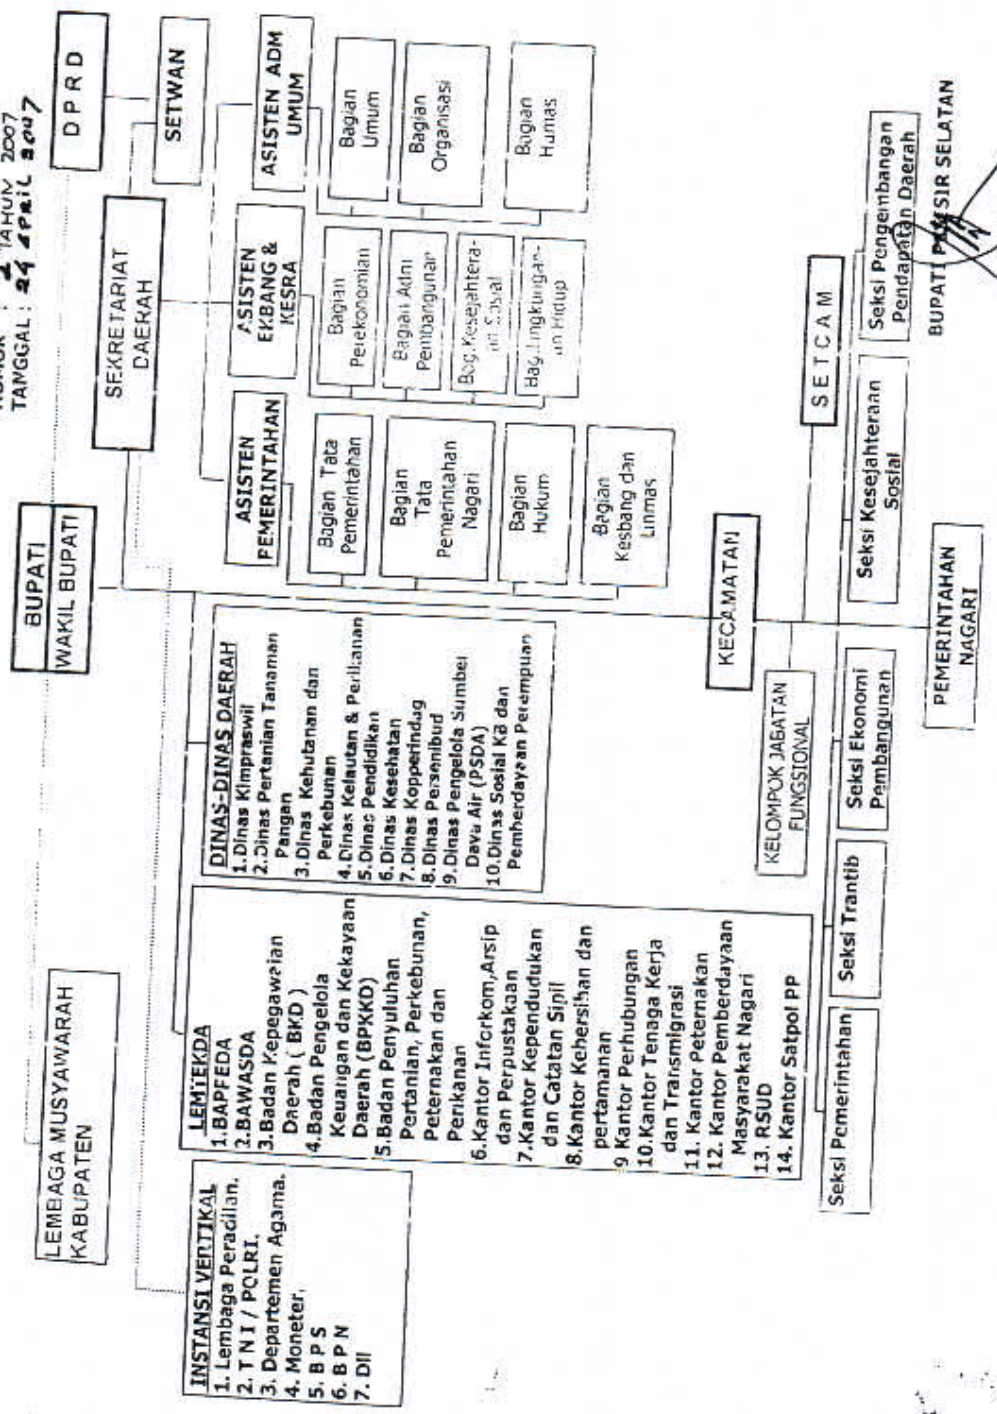 NOMOR : 2 TAHUN 2007
TANGGAL : 24 APRIL 2007
BUPATI
WAKIL BUPATI
D P R D
LEMBAGA MUSYAWARAH
KABUPATEN
SEKRETARIAT
DAERAH
SETWAN
INSTANSI VERTIKAL
1. Lembaga Peradilan.
2. T N I / POLRI.
3. Departemen Agama.
4. Moneter.
5. B P S
6. B P N
7. Dll
LEMTEKDA
1.BAPPEDA
2.BAWASDA
3.Badan Kepegawaian
Daerah ( BKD )
4.Badan Pengelola
Keuangan dan Kekayaan
Daerah (BPKKD)
5.Badan Penyuluhan
Pertanian, Perkebunan,
Peternakan dan
Perikanan
6.Kantor Inforkom,Arsip
dan Perpustakaan
7.Kantor Kependudukan
dan Catatan Sipil
8.Kantor Kebersihan dan
pertamanan
9 Kantor Perhubungan
10.Kantor Tenaga Kerja
dan Transmigrasi
11. Kantor Peternakan
12. Kantor Pemberdayaan
Masyarakat Nagari
13. RSUD
14. Kantor Satpol PP
DINAS-DINAS DAERAH
1.Dinas Kimpraswil
2.Dinas Pertanian Tanaman
Pangan
3.Dinas Kehutanan dan
Perkebunan
4.Dinas Kelautan & Perikanan
5.Dinas Pendidikan
6.Dinas Kesehatan
7.Dinas Kopperindag
8.Dinas Persenibud
9.Dinas Pengelola Sumber
Daya Air (PSDA)
10.Dinas Sosial KB dan
Pemberdayaan Perempuan
ASISTEN
PEMERINTAHAN
Bagian Tata
Pemerintahan
Bagian
Tata
Pemerintahan
Nagari
Bagian
Hukum
Bagian
Kesbang dan
Linmas
ASISTEN
EKBANG &
KESRA
Bagian
Perekonomian
Bagian Adm
Pembangunan
Bag.Kesejahtera-
an Sosial
Bag.Lingkungan-
an Hidup
ASISTEN ADM
UMUM
Bagian
Umum
Bagian
Organisasi
Bagian
Humas
KECAMATAN
S E T C A M
KELOMPOK JABATAN
FUNGSIONAL
Seksi Pemerintahan
Seksi Trantib
Seksi Ekonomi
Pembangunan
Seksi Kesejahteraan
Sosial
Seksi Pengembangan
Pendapatan Daerah
PEMERINTAHAN
NAGARI
BUPATI PESISIR SELATAN